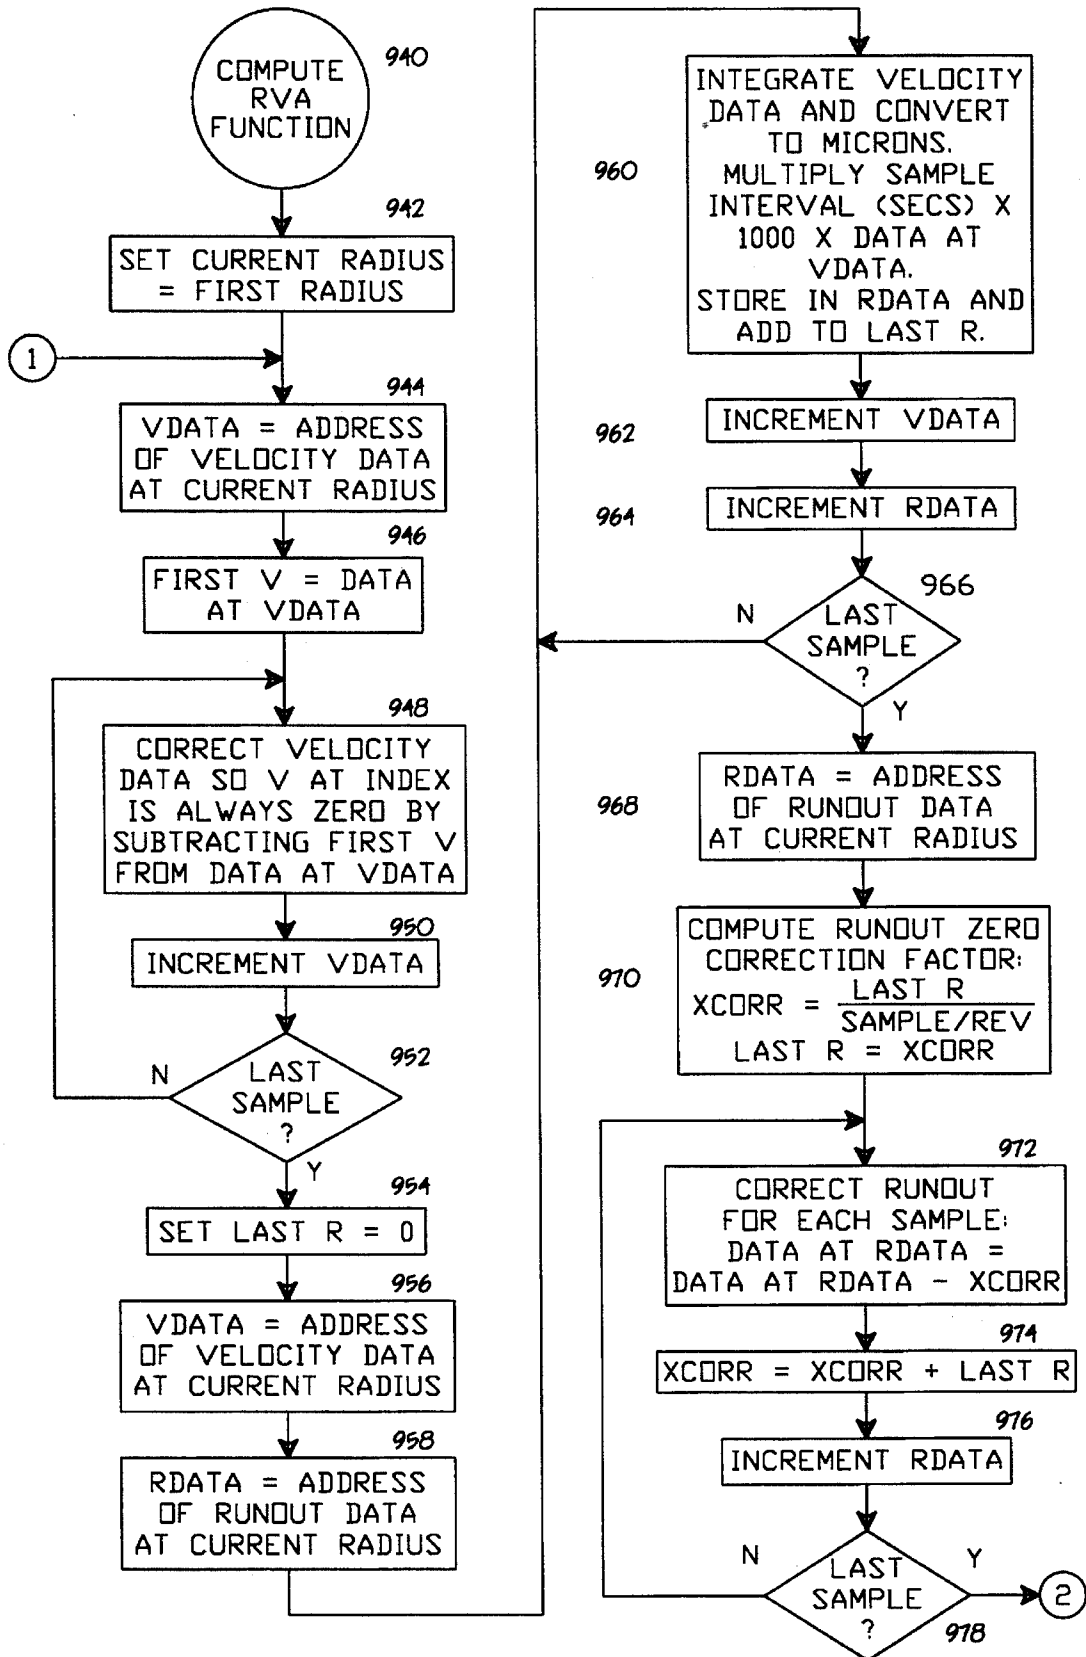 940
COMPUTE
RVA
FUNCTION
942
SET CURRENT RADIUS
= FIRST RADIUS
1
944
VDATA = ADDRESS
OF VELOCITY DATA
AT CURRENT RADIUS
946
FIRST V = DATA
AT VDATA
948
CORRECT VELOCITY
DATA SO V AT INDEX
IS ALWAYS ZERO BY
SUBTRACTING FIRST V
FROM DATA AT VDATA
950
INCREMENT VDATA
952
N
LAST
SAMPLE
?
Y
954
SET LAST R = 0
956
VDATA = ADDRESS
OF VELOCITY DATA
AT CURRENT RADIUS
958
RDATA = ADDRESS
OF RUNOUT DATA
AT CURRENT RADIUS
960
INTEGRATE VELOCITY
DATA AND CONVERT
TO MICRONS.
MULTIPLY SAMPLE
INTERVAL (SECS) X
1000 X DATA AT
VDATA.
STORE IN RDATA AND
ADD TO LAST R.
962
INCREMENT VDATA
964
INCREMENT RDATA
966
N
LAST
SAMPLE
?
Y
968
RDATA = ADDRESS
OF RUNOUT DATA
AT CURRENT RADIUS
970
COMPUTE RUNOUT ZERO
CORRECTION FACTOR:
XCORR = LAST R
SAMPLE/REV
LAST R = XCORR
972
CORRECT RUNOUT
FOR EACH SAMPLE:
DATA AT RDATA =
DATA AT RDATA - XCORR
974
XCORR = XCORR + LAST R
976
INCREMENT RDATA
N
LAST
SAMPLE
?
Y
2
978